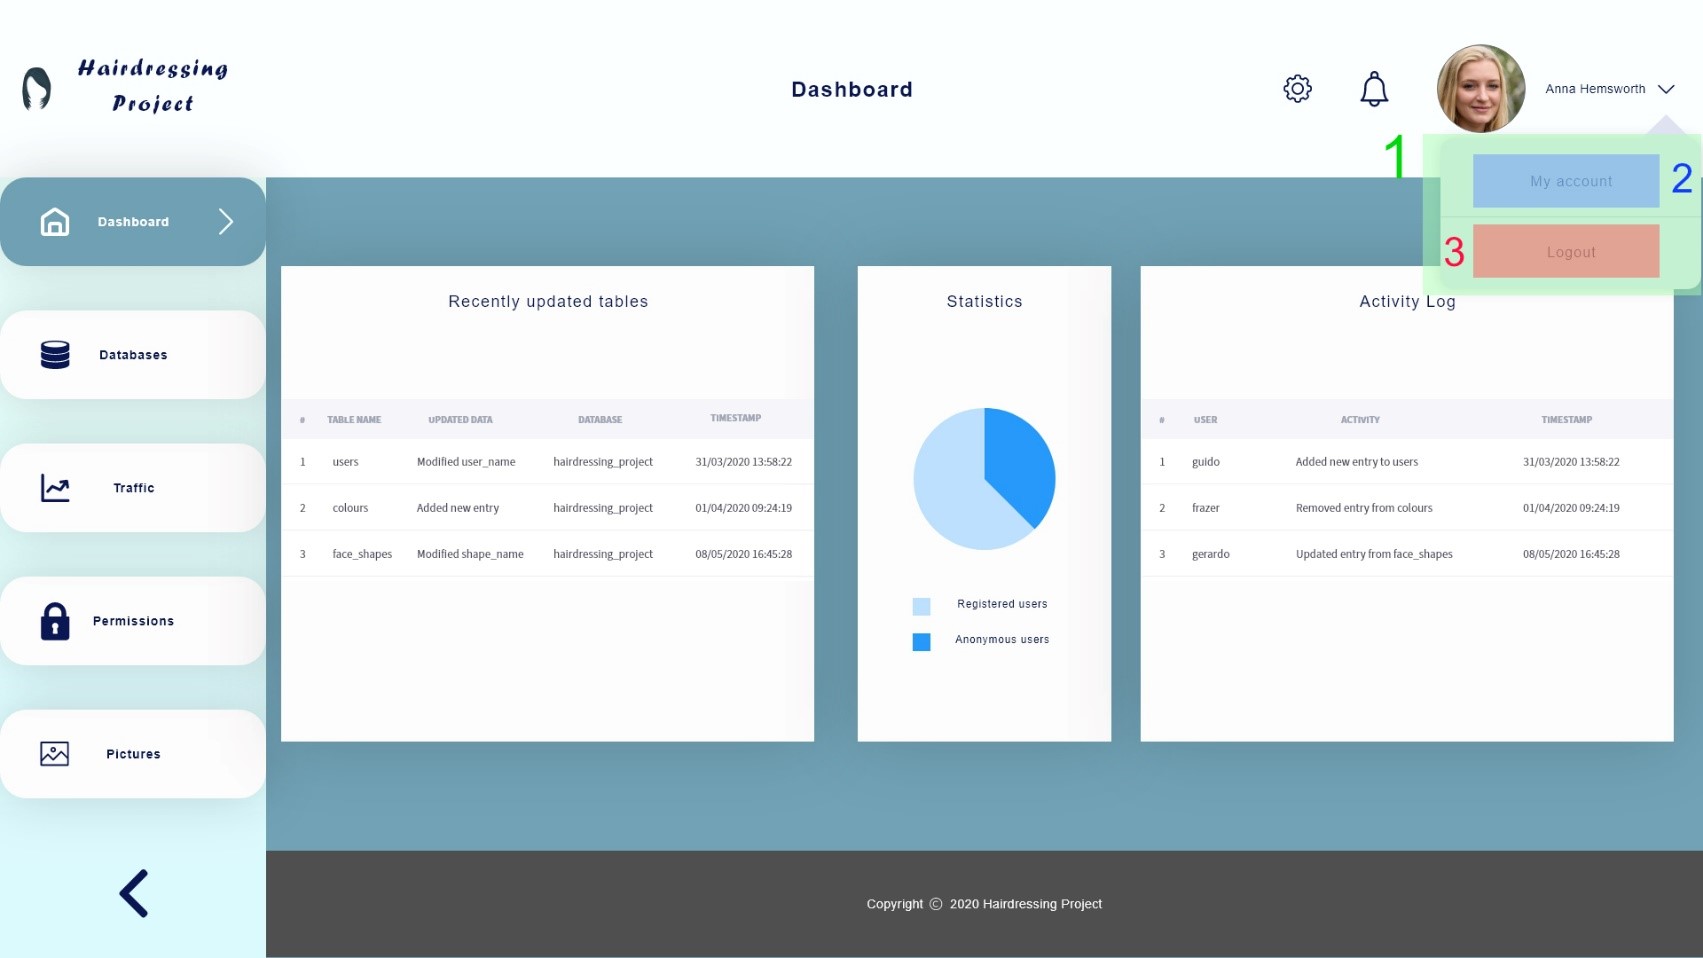 Hairdressing
Project
Dashboard
Anna Hemsworth
1
My account
2
3
Logout
Dashboard
Databases
Traffic
Permissions
Pictures
Recently updated tables
# TABLE NAME UPDATED DATA DATABASE TIMESTAMP
1 users Modified user_name hairdressing_project 31/03/2020 13:58:22
2 colours Added new entry hairdressing_project 01/04/2020 09:24:19
3 face_shapes Modified shape_name hairdressing_project 08/05/2020 16:45:28
Statistics
Registered users
Anonymous users
Activity Log
# USER ACTIVITY TIMESTAMP
1 guido Added new entry to users 31/03/2020 13:58:22
2 frazer Removed entry from colours 01/04/2020 09:24:19
3 gerardo Updated entry from face_shapes 08/05/2020 16:45:28
Copyright © 2020 Hairdressing Project